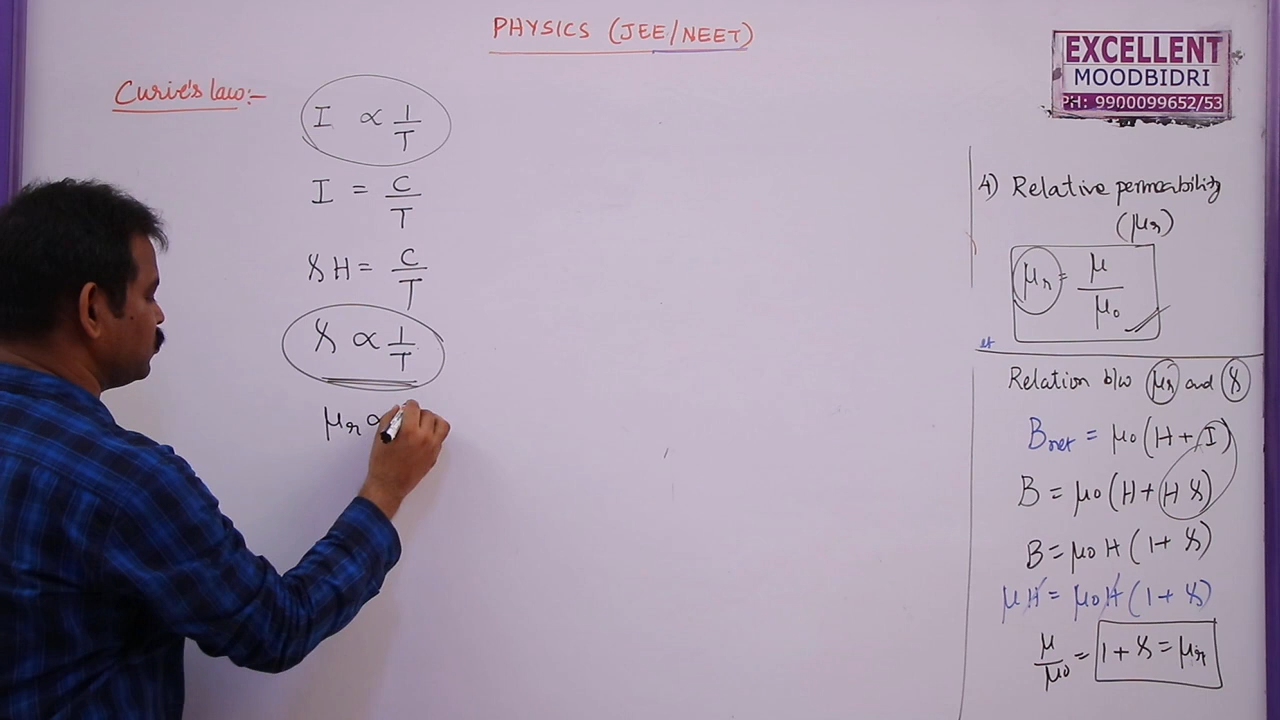 PHYSICS (JEE/NEET)
EXCELLENT
MOODBIDRI
PH: 9900099652/53
Curie's law:-
I ∝ 1/T
I = C/T
χH = C/T
χ ∝ 1/T
μr ∝
4) Relative permeability
(μr)
μr = μ/μ0
et
Relation b/w μr and χ
Bnet = μ0(H + I)
B = μ0(H + Hχ)
B = μ0H(1 + χ)
μH = μ0H(1 + χ)
μ/μ0 = 1 + χ = μr